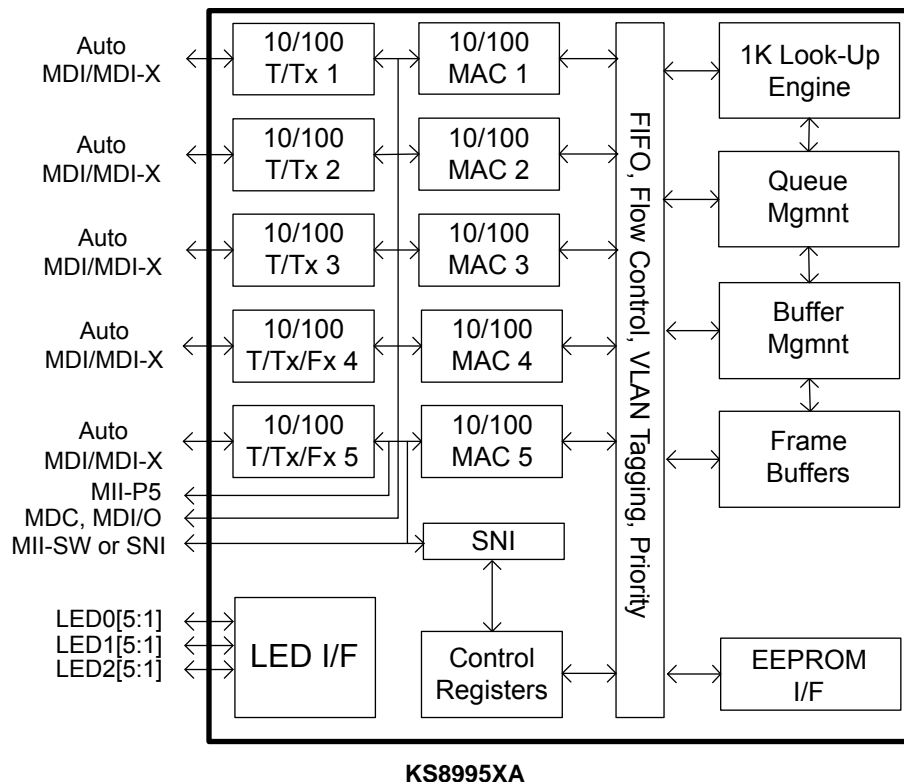 Auto
MDI/MDI-X
10/100
T/Tx 1
10/100
MAC 1
1K Look-Up
Engine
Auto
MDI/MDI-X
10/100
T/Tx 2
10/100
MAC 2
Queue
Mgmnt
Auto
MDI/MDI-X
10/100
T/Tx 3
10/100
MAC 3
FIFO, Flow Control, VLAN Tagging, Priority
Auto
MDI/MDI-X
10/100
T/Tx/Fx 4
10/100
MAC 4
Buffer
Mgmnt
Auto
MDI/MDI-X
10/100
T/Tx/Fx 5
10/100
MAC 5
Frame
Buffers
MII-P5
MDC, MDI/O
MII-SW or SNI
SNI
LED0[5:1]
LED1[5:1]
LED2[5:1]
LED I/F
Control
Registers
EEPROM
I/F
KS8995XA